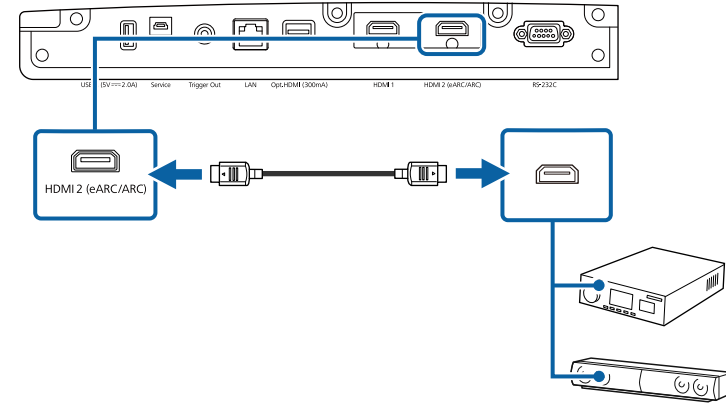 USB (5V⎓2.0A) Service Trigger Out LAN Opt.HDMI (300mA) HDMI 1 HDMI 2 (eARC/ARC) RS-232C
HDMI 2 (eARC/ARC)